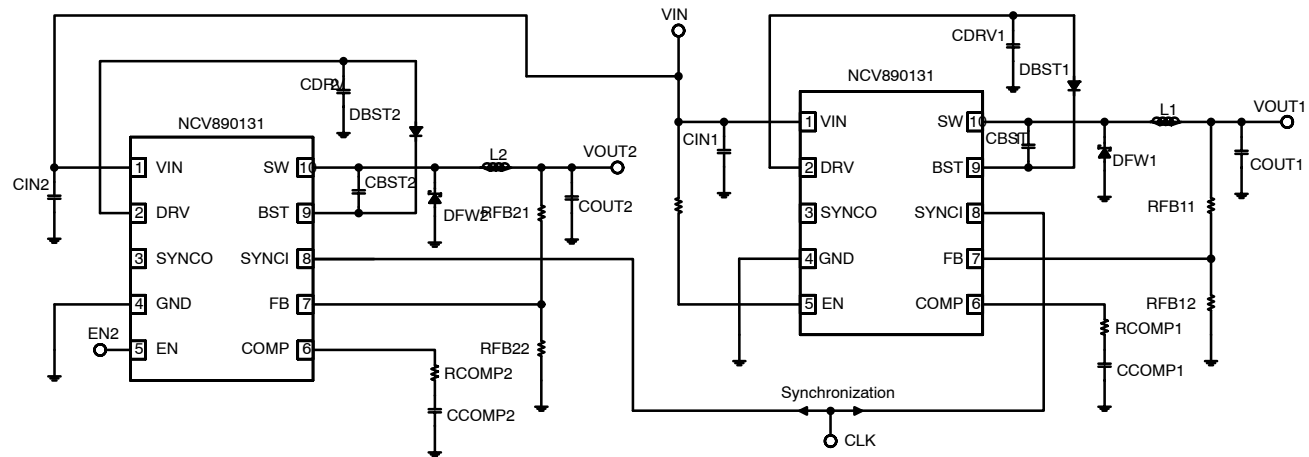 VIN
CDRV1
DBST1
NCV890131
1 VIN
2 DRV
3 SYNCO
4 GND
5 EN
SW 10
BST 9
SYNCI 8
FB 7
COMP 6
CIN1
CBST1
L1
VOUT1
DFW1
COUT1
RFB11
RFB12
RCOMP1
CCOMP1
CDRV2
DBST2
NCV890131
1 VIN
2 DRV
3 SYNCO
4 GND
5 EN
SW 10
BST 9
SYNCI 8
FB 7
COMP 6
CIN2
EN2
CBST2
L2
VOUT2
DFW2
COUT2
RFB21
RFB22
RCOMP2
CCOMP2
Synchronization
CLK